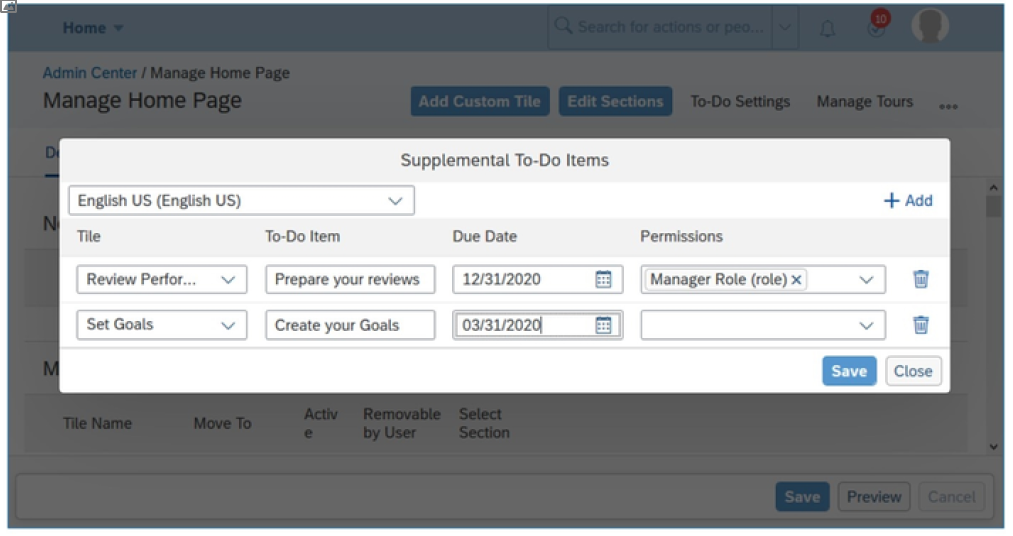 Home
Search for actions or peo...
10
Admin Center / Manage Home Page
Manage Home Page
Add Custom Tile
Edit Sections
To-Do Settings
Manage Tours
Supplemental To-Do Items
English US (English US)
+ Add
Tile To-Do Item Due Date Permissions
Review Perfor... Prepare your reviews 12/31/2020 Manager Role (role) ×
Set Goals Create your Goals 03/31/2020
Save Close
Tile Name Move To Activ
e Removable
by User Select
Section
Save Preview Cancel